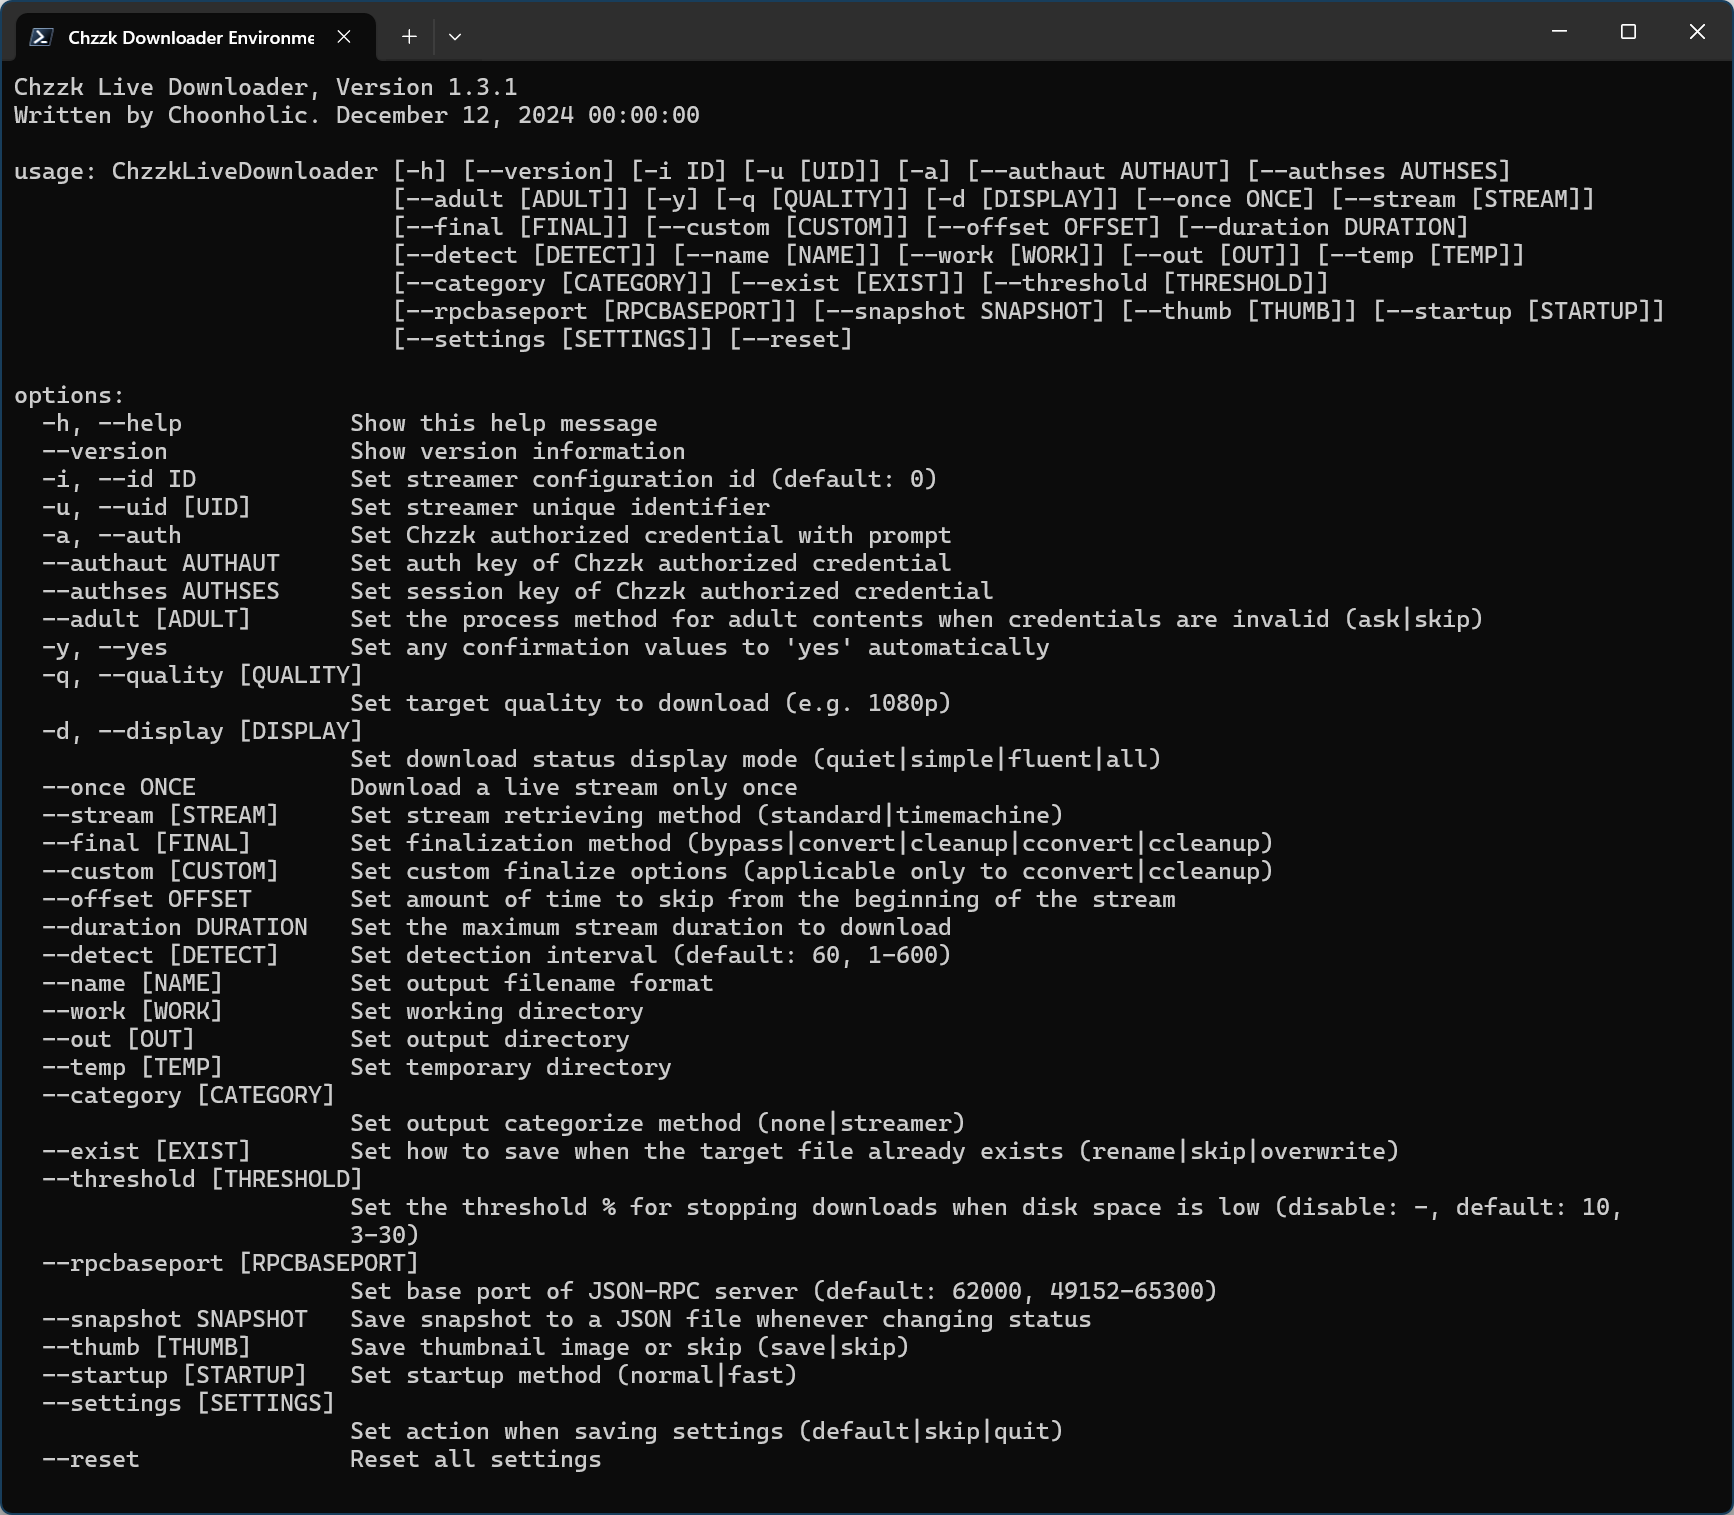 Chzzk Downloader Environme
Chzzk Live Downloader, Version 1.3.1
Written by Choonholic. December 12, 2024 00:00:00
usage: ChzzkLiveDownloader [-h] [--version] [-i ID] [-u [UID]] [-a] [--authaut AUTHAUT] [--authses AUTHSES]
[--adult [ADULT]] [-y] [-q [QUALITY]] [-d [DISPLAY]] [--once ONCE] [--stream [STREAM]]
[--final [FINAL]] [--custom [CUSTOM]] [--offset OFFSET] [--duration DURATION]
[--detect [DETECT]] [--name [NAME]] [--work [WORK]] [--out [OUT]] [--temp [TEMP]]
[--category [CATEGORY]] [--exist [EXIST]] [--threshold [THRESHOLD]]
[--rpcbaseport [RPCBASEPORT]] [--snapshot SNAPSHOT] [--thumb [THUMB]] [--startup [STARTUP]]
[--settings [SETTINGS]] [--reset]
options:
-h, --help Show this help message
--version Show version information
-i, --id ID Set streamer configuration id (default: 0)
-u, --uid [UID] Set streamer unique identifier
-a, --auth Set Chzzk authorized credential with prompt
--authaut AUTHAUT Set auth key of Chzzk authorized credential
--authses AUTHSES Set session key of Chzzk authorized credential
--adult [ADULT] Set the process method for adult contents when credentials are invalid (ask|skip)
-y, --yes Set any confirmation values to 'yes' automatically
-q, --quality [QUALITY]
Set target quality to download (e.g. 1080p)
-d, --display [DISPLAY]
Set download status display mode (quiet|simple|fluent|all)
--once ONCE Download a live stream only once
--stream [STREAM] Set stream retrieving method (standard|timemachine)
--final [FINAL] Set finalization method (bypass|convert|cleanup|cconvert|ccleanup)
--custom [CUSTOM] Set custom finalize options (applicable only to cconvert|ccleanup)
--offset OFFSET Set amount of time to skip from the beginning of the stream
--duration DURATION Set the maximum stream duration to download
--detect [DETECT] Set detection interval (default: 60, 1-600)
--name [NAME] Set output filename format
--work [WORK] Set working directory
--out [OUT] Set output directory
--temp [TEMP] Set temporary directory
--category [CATEGORY]
Set output categorize method (none|streamer)
--exist [EXIST] Set how to save when the target file already exists (rename|skip|overwrite)
--threshold [THRESHOLD]
Set the threshold % for stopping downloads when disk space is low (disable: -, default: 10,
3-30)
--rpcbaseport [RPCBASEPORT]
Set base port of JSON-RPC server (default: 62000, 49152-65300)
--snapshot SNAPSHOT Save snapshot to a JSON file whenever changing status
--thumb [THUMB] Save thumbnail image or skip (save|skip)
--startup [STARTUP] Set startup method (normal|fast)
--settings [SETTINGS]
Set action when saving settings (default|skip|quit)
--reset Reset all settings